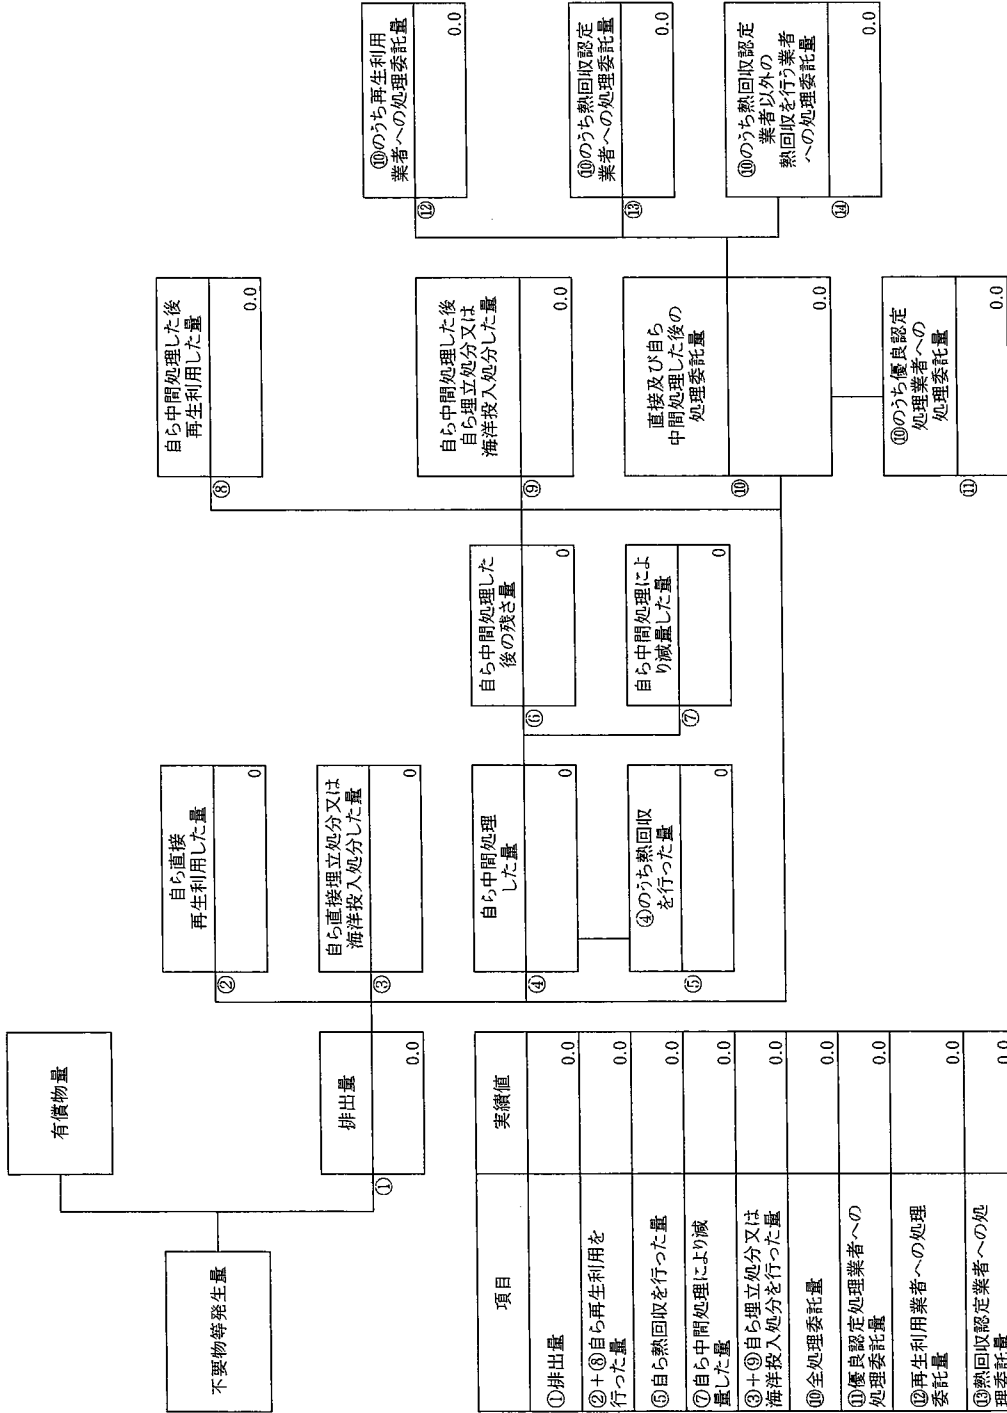 不要物等発生量
有償物量
排出量
①
0.0
自ら直接
再生利用した量
②
0
自ら直接埋立処分又は
海洋投入処分した量
③
0
自ら中間処理
した量
④
0
④のうち熱回収
を行った量
⑤
0
自ら中間処理した
後の残さ量
⑥
0
自ら中間処理によ
り減量した量
⑦
0
自ら中間処理した後
再生利用した量
⑧
0.0
自ら中間処理した後
自ら埋立処分又は
海洋投入処分した量
⑨
0.0
直接及び自ら
中間処理した後の
処理委託量
⑩
0.0
⑩のうち優良認定
処理業者への
処理委託量
⑪
0.0
⑩のうち再生利用
業者への処理委託量
⑫
0.0
⑩のうち熱回収認定
業者への処理委託量
⑬
0.0
⑩のうち熱回収認定
業者以外の
熱回収を行う業者
への処理委託量
⑭
0.0
項目 実績値
①排出量 0.0
②+⑧自ら再生利用を
行った量 0.0
⑤自ら熱回収を行った量 0.0
⑦自ら中間処理により減
量した量 0.0
③+⑨自ら埋立処分又は
海洋投入処分を行った量 0.0
⑩全処理委託量 0.0
⑪優良認定処理業者への
処理委託量 0.0
⑫再生利用業者への処理
委託量 0.0
⑬熱回収認定業者への処
理委託量 0.0